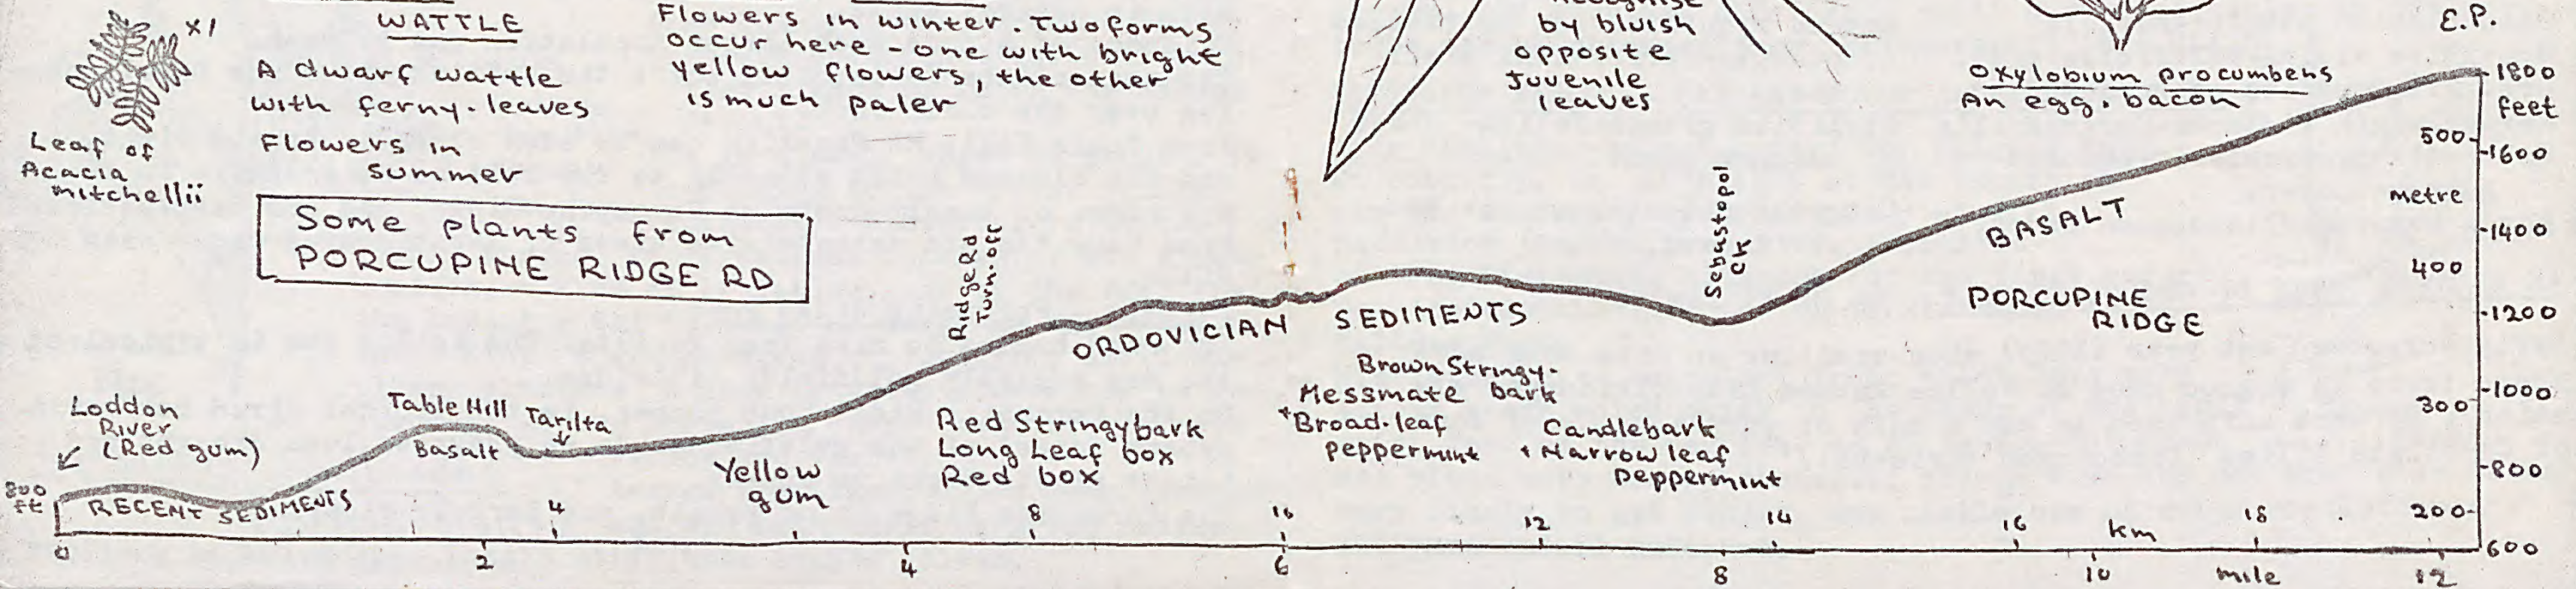 x1
Leaf of
Acacia
mitchellii
WATTLE
A dwarf wattle
with ferny-leaves
Flowers in
summer
Flowers in winter. Two forms
occur here - one with bright
yellow flowers, the other
is much paler
by bluish
opposite
Juvenile
leaves
E.P.
Oxylobium procumbens
An egg. bacon
Some plants from
PORCUPINE RIDGE RD
Loddon
River
(Red gum)
800
ft
RECENT SEDIMENTS
Table Hill
Basalt
Tarilta
Yellow
gum
Ridge Rd
Turn-off
Red Stringybark
Long Leaf box
Red box
ORDOVICIAN SEDIMENTS
Brown Stringy-
Messmate bark
+Broad-leaf
peppermint
Candlebark
+ Narrow leaf
peppermint
Sebastopol
Ck
BASALT
PORCUPINE
RIDGE
1800
feet
500
1600
metre
1400
400
1200
1000
300
800
200
600
4 8 10 12 14 16 km 18
0 2 4 6 8 10 mile 12